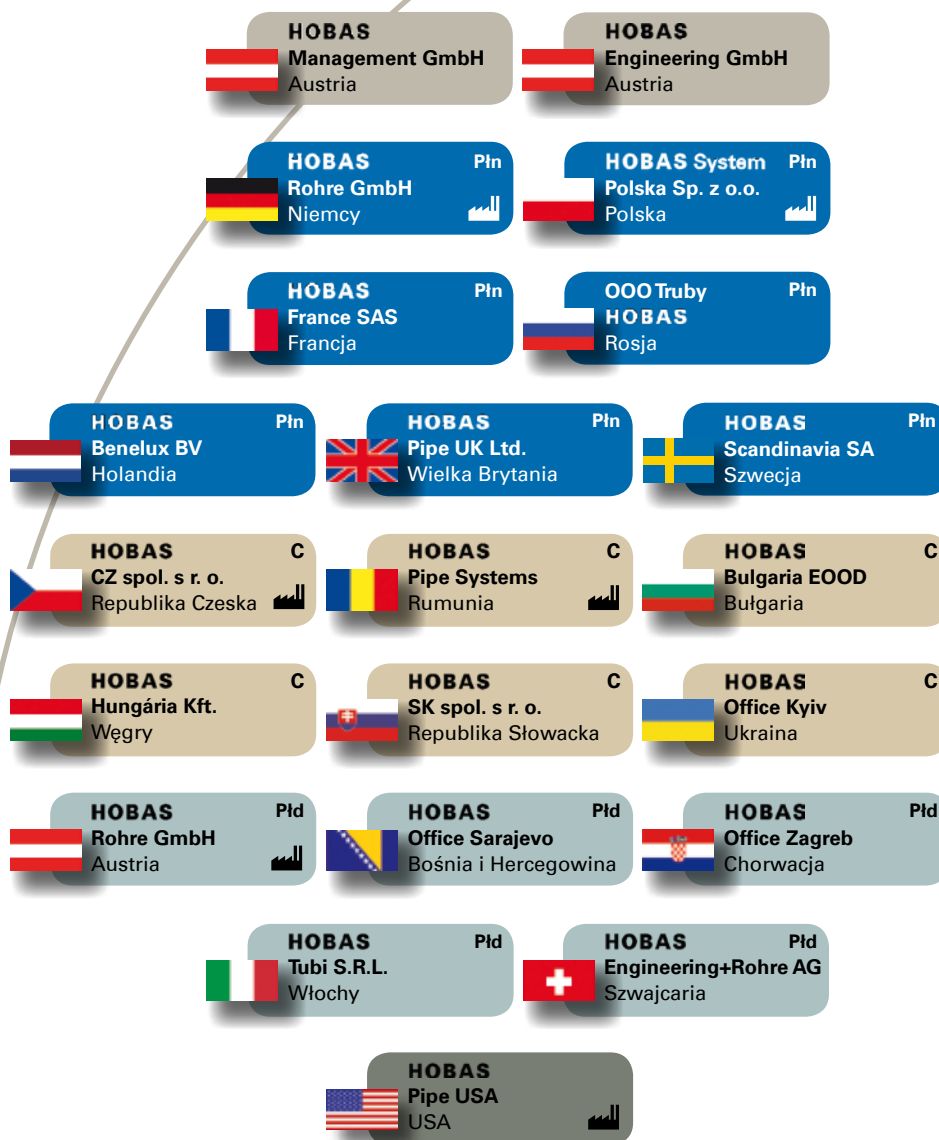 HOBAS
Management GmbH
Austria
HOBAS
Engineering GmbH
Austria
HOBAS Płn
Rohre GmbH
Niemcy
HOBAS System Płn
Polska Sp. z o.o.
Polska
HOBAS Płn
France SAS
Francja
OOO Truby Płn
HOBAS
Rosja
HOBAS Płn
Benelux BV
Holandia
HOBAS Płn
Pipe UK Ltd.
Wielka Brytania
HOBAS Płn
Scandinavia SA
Szwecja
HOBAS C
CZ spol. s r. o.
Republika Czeska
HOBAS C
Pipe Systems
Rumunia
HOBAS C
Bulgaria EOOD
Bułgaria
HOBAS C
Hungária Kft.
Węgry
HOBAS C
SK spol. s r. o.
Republika Słowacka
HOBAS C
Office Kyiv
Ukraina
HOBAS Płd
Rohre GmbH
Austria
HOBAS Płd
Office Sarajevo
Bośnia i Hercegowina
HOBAS Płd
Office Zagreb
Chorwacja
HOBAS Płd
Tubi S.R.L.
Włochy
HOBAS Płd
Engineering+Rohre AG
Szwajcaria
HOBAS
Pipe USA
USA